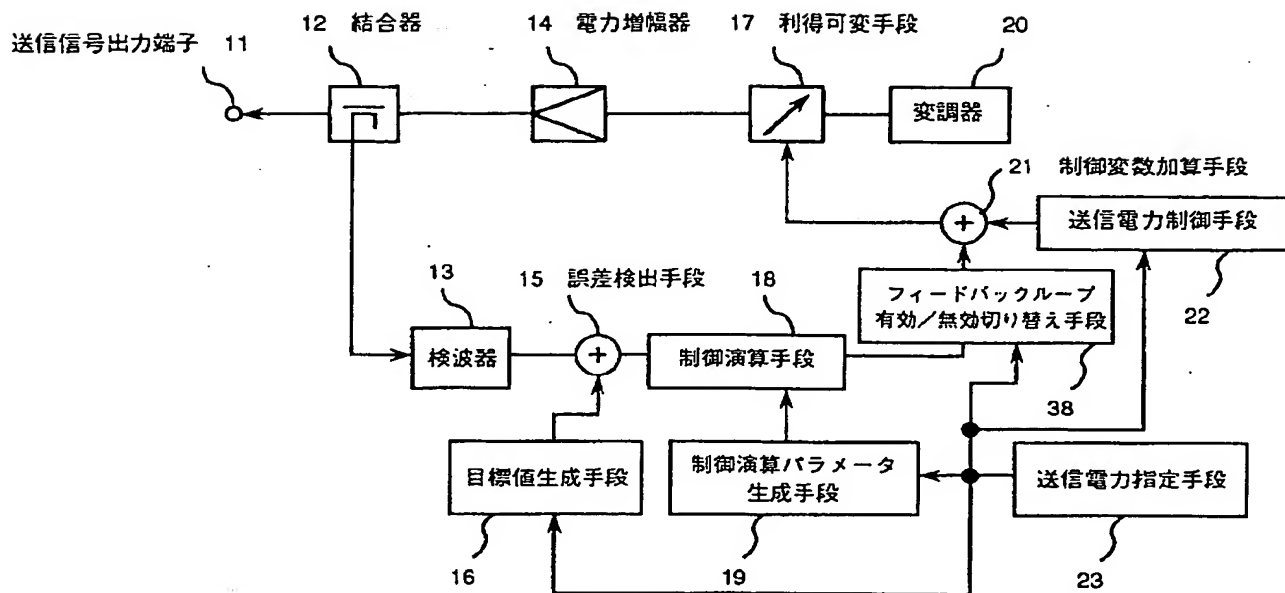 12 結合器
14 電力増幅器
17 利得可変手段
20
送信信号出力端子 11
変調器
21 制御変数加算手段
送信電力制御手段
13
15 誤差検出手段
18
フィードバックループ
有効/無効切り替え手段
22
検波器
制御演算手段
38
目標値生成手段
制御演算パラメータ
生成手段
送信電力指定手段
16
19
23